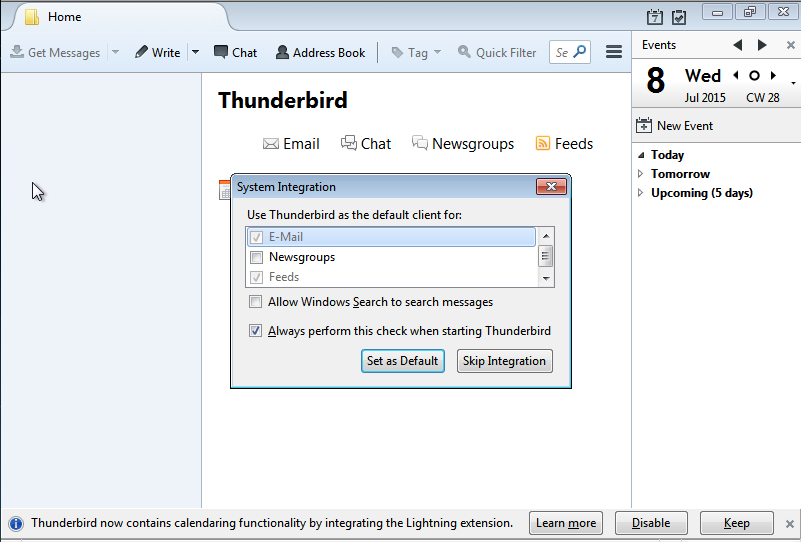 Home
7
Get Messages Write Chat Address Book Tag Quick Filter Se
Events
8 Wed
Jul 2015 CW 28
New Event
Today
Tomorrow
Upcoming (5 days)
Thunderbird
Email Chat Newsgroups Feeds
System Integration
Use Thunderbird as the default client for:
E-Mail
Newsgroups
Feeds
Allow Windows Search to search messages
Always perform this check when starting Thunderbird
Set as Default Skip Integration
Thunderbird now contains calendaring functionality by integrating the Lightning extension. Learn more Disable Keep